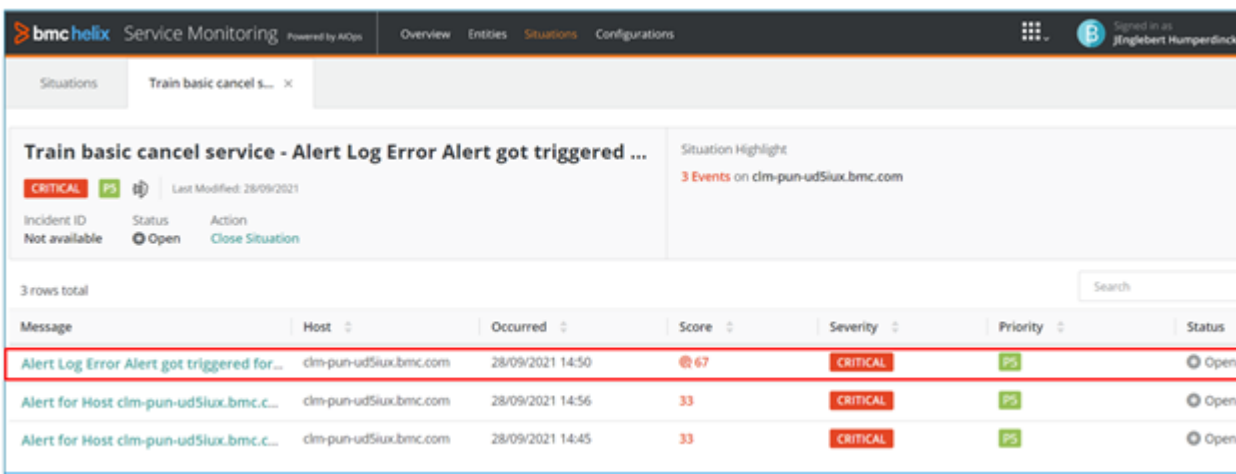 bmc helix Service Monitoring Powered by AIOps Overview Entities Situations Configurations Signed in as
B JEnglebert Humperdinck
Situations Train basic cancel s... ×
Train basic cancel service - Alert Log Error Alert got triggered ...
Situation Highlight
3 Events on clm-pun-ud5iux.bmc.com
CRITICAL P5 Last Modified: 28/09/2021
Incident ID Status Action
Not available Open Close Situation
3 rows total Search
Message Host Occurred Score Severity Priority Status
Alert Log Error Alert got triggered for... clm-pun-ud5iux.bmc.com 28/09/2021 14:50 67 CRITICAL P5 Open
Alert for Host clm-pun-ud5iux.bmc.c... clm-pun-ud5iux.bmc.com 28/09/2021 14:56 33 CRITICAL P5 Open
Alert for Host clm-pun-ud5iux.bmc.c... clm-pun-ud5iux.bmc.com 28/09/2021 14:45 33 CRITICAL P5 Open